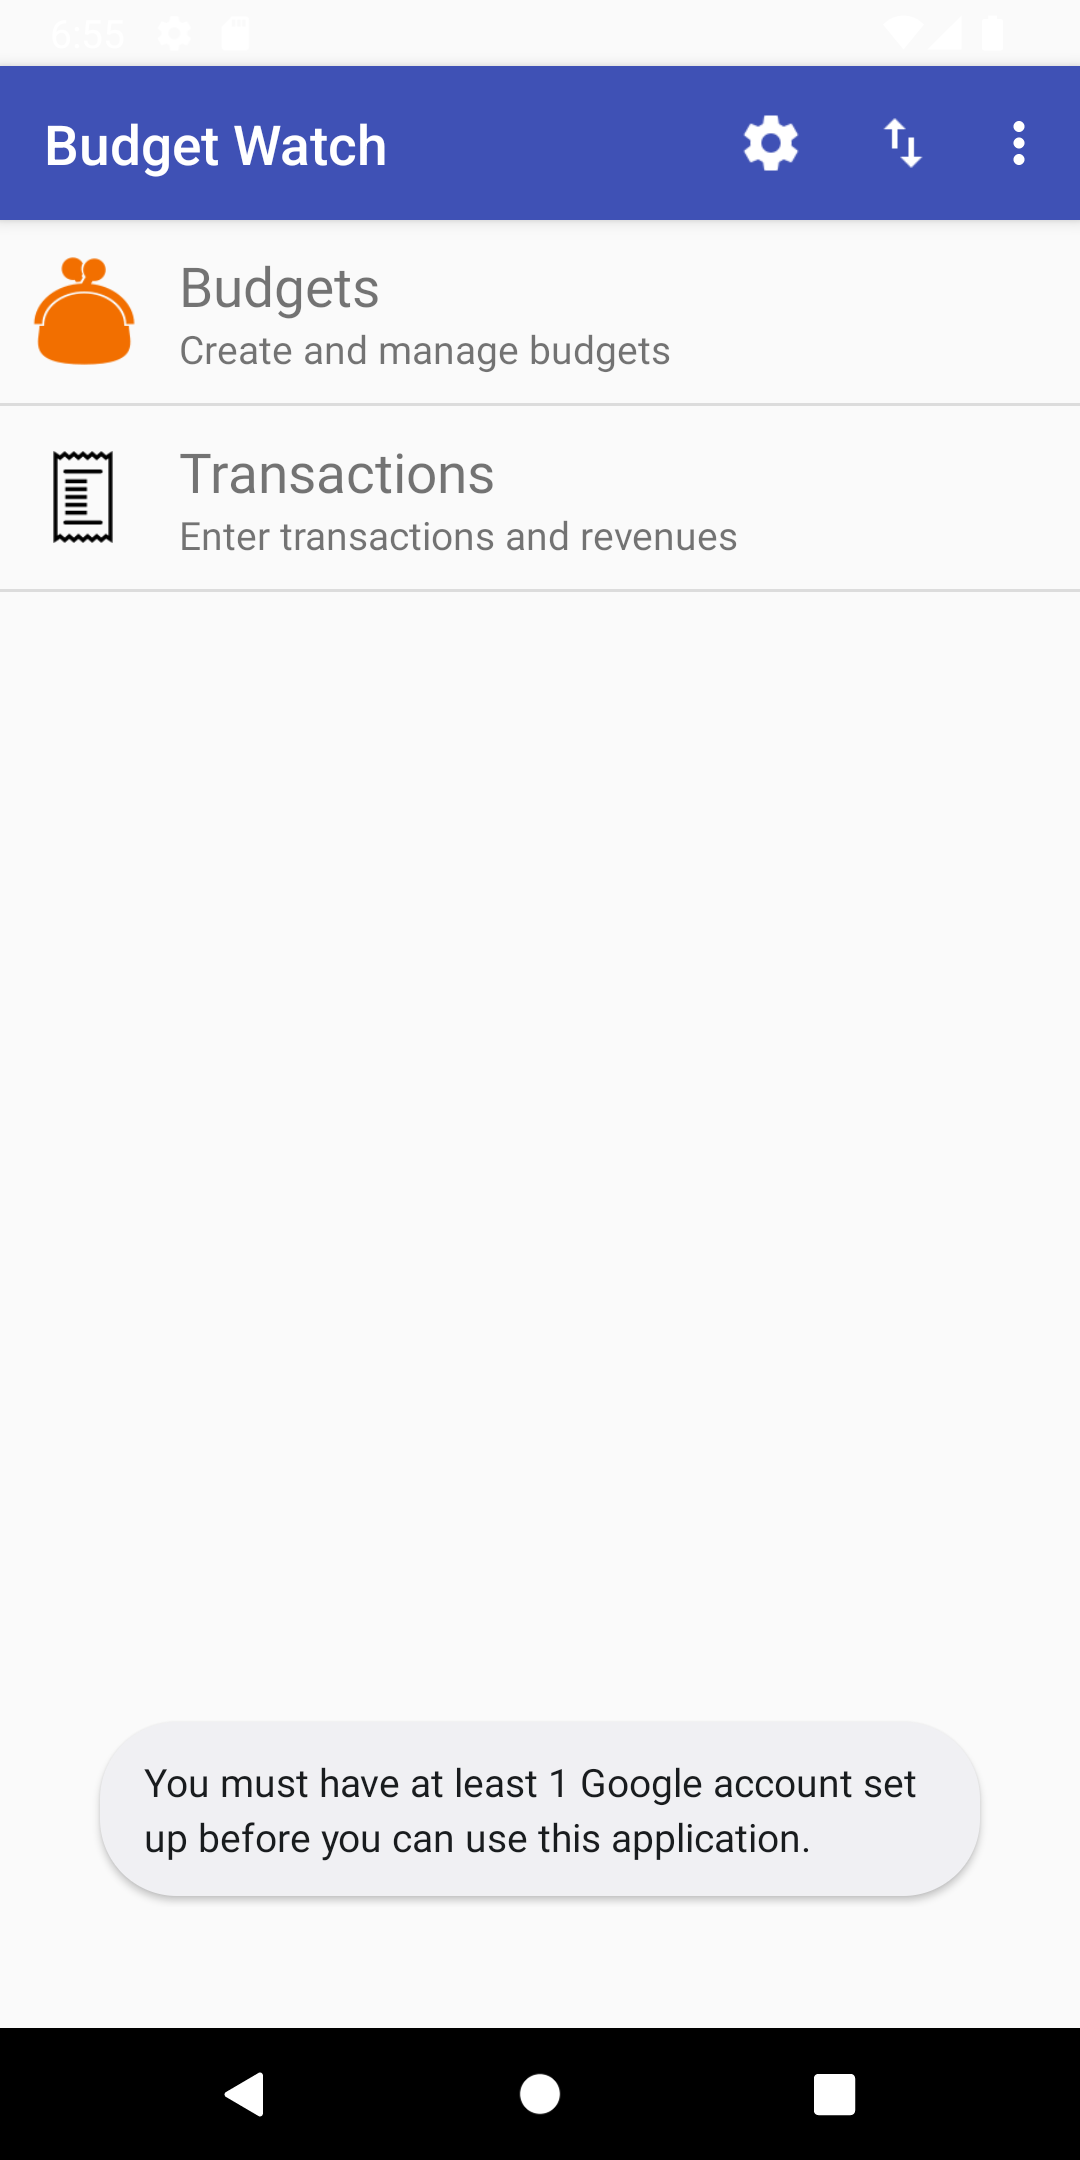 6:55
Budget Watch
Budgets
Create and manage budgets
Transactions
Enter transactions and revenues
You must have at least 1 Google account set
up before you can use this application.